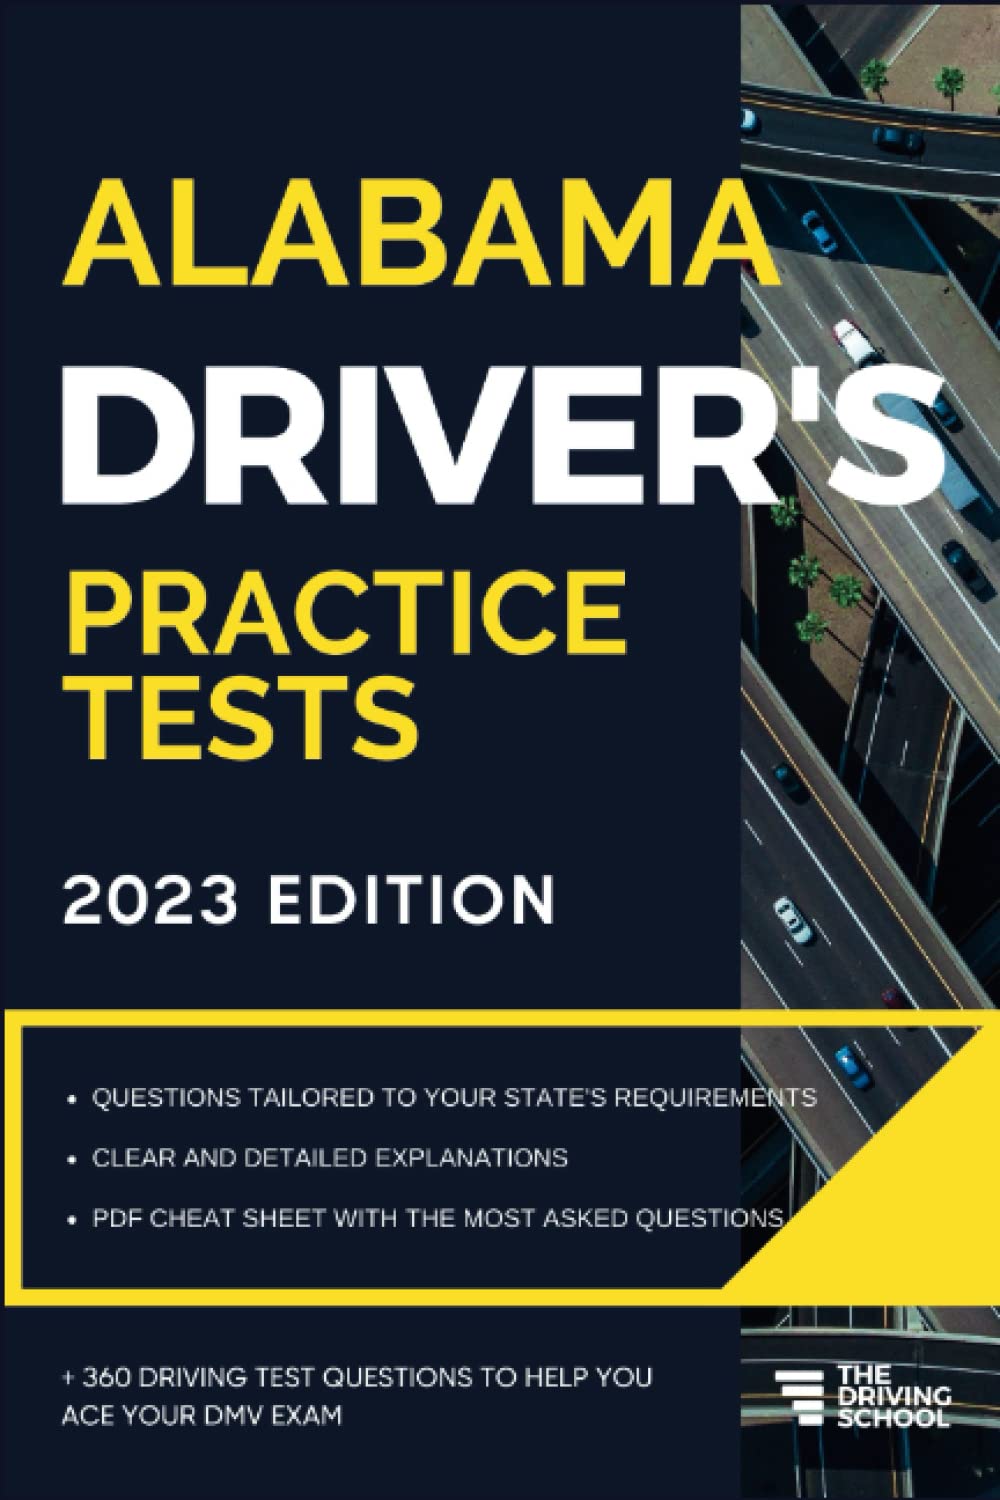 ALABAMA
DRIVER'S
PRACTICE
TESTS
2023 EDITION
• QUESTIONS TAILORED TO YOUR STATE'S REQUIREMENTS
• CLEAR AND DETAILED EXPLANATIONS
• PDF CHEAT SHEET WITH THE MOST ASKED QUESTIONS
+ 360 DRIVING TEST QUESTIONS TO HELP YOU
ACE YOUR DMV EXAM
THE
DRIVING
SCHOOL